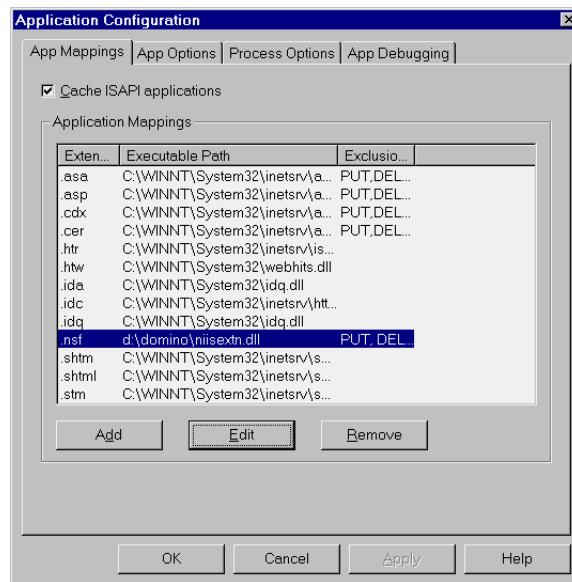 Application Configuration
App Mappings App Options Process Options App Debugging
Cache ISAPI applications
Application Mappings
Exten... Executable Path Exclusio...
.asa C:\WINNT\System32\inetsrv\a... PUT,DEL...
.asp C:\WINNT\System32\inetsrv\a... PUT,DEL...
.cdx C:\WINNT\System32\inetsrv\a... PUT,DEL...
.cer C:\WINNT\System32\inetsrv\a... PUT,DEL...
.htr C:\WINNT\System32\inetsrv\is...
.htw C:\WINNT\System32\webhits.dll
.ida C:\WINNT\System32\idq.dll
.idc C:\WINNT\System32\inetsrv\htt...
.idq C:\WINNT\System32\idq.dll
.nsf d:\domino\niisextn.dll PUT, DEL...
.shtm C:\WINNT\System32\inetsrv\s...
.shtml C:\WINNT\System32\inetsrv\s...
.stm C:\WINNT\System32\inetsrv\s...
Add Edit Remove
OK Cancel Apply Help